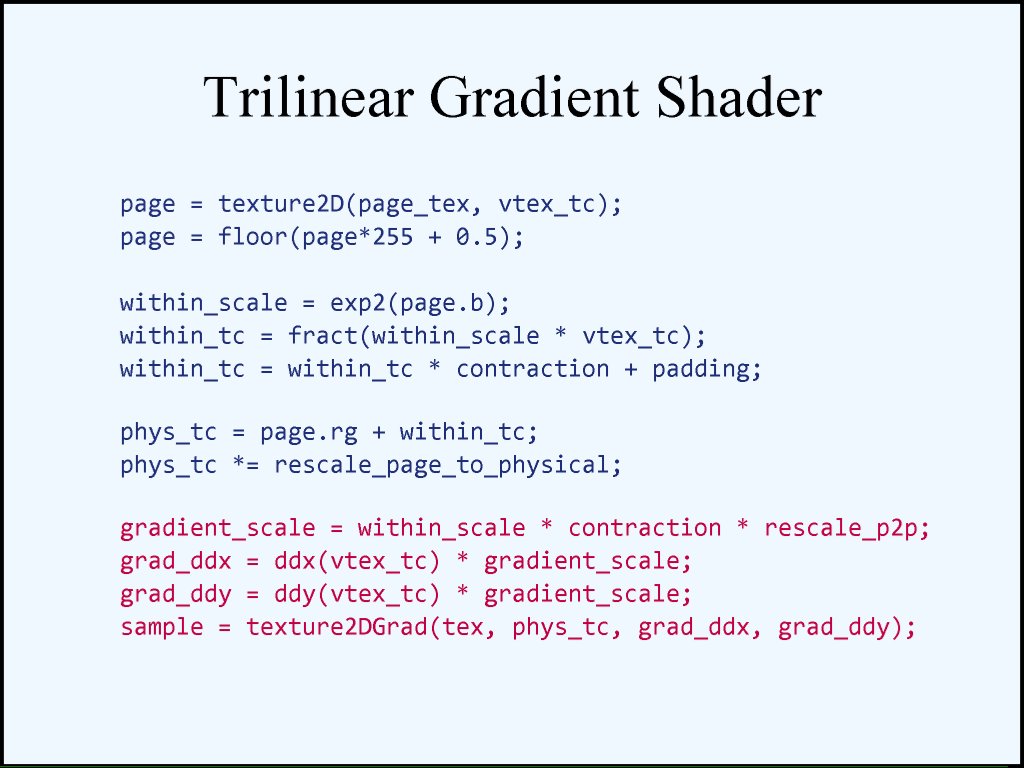 Trilinear Gradient Shader
page = texture2D(page_tex, vtex_tc);
page = floor(page*255 + 0.5);
within_scale = exp2(page.b);
within_tc = fract(within_scale * vtex_tc);
within_tc = within_tc * contraction + padding;
phys_tc = page.rg + within_tc;
phys_tc *= rescale_page_to_physical;
gradient_scale = within_scale * contraction * rescale_p2p;
grad_ddx = ddx(vtex_tc) * gradient_scale;
grad_ddy = ddy(vtex_tc) * gradient_scale;
sample = texture2DGrad(tex, phys_tc, grad_ddx, grad_ddy);